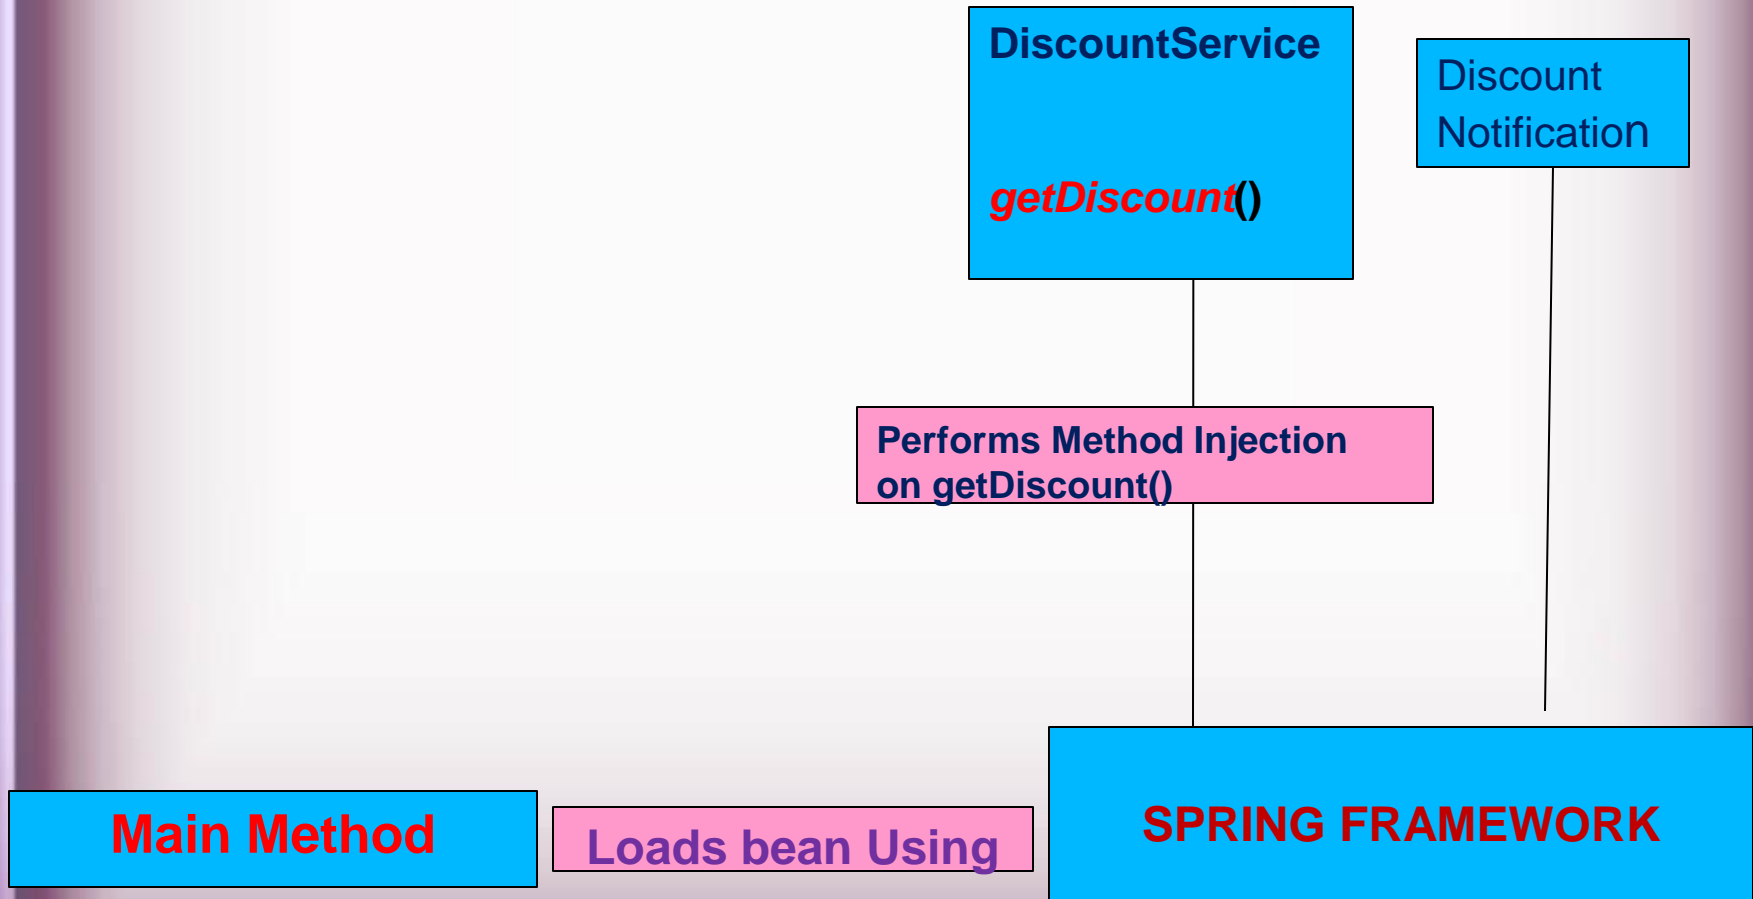 DiscountService
getDiscount()
Discount
Notification
Performs Method Injection
on getDiscount()
Main Method
Loads bean Using
SPRING FRAMEWORK